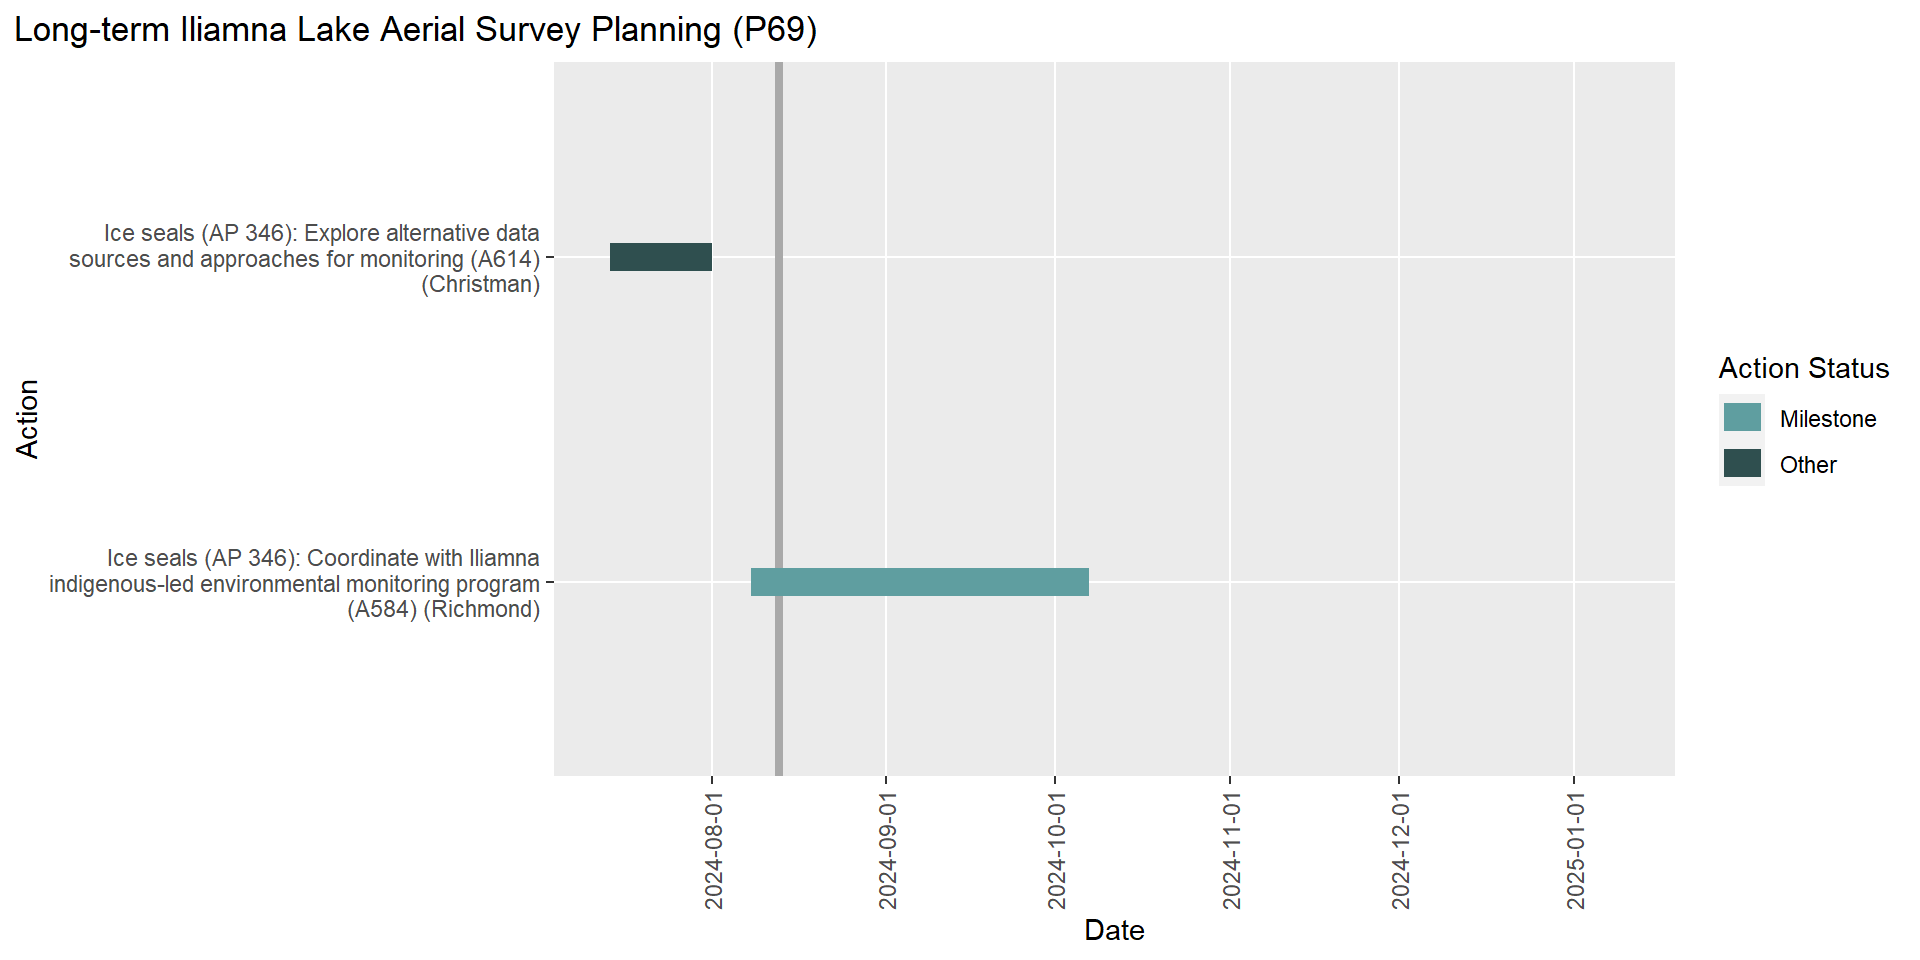 Long-term Iliamna Lake Aerial Survey Planning (P69)
Action
Ice seals (AP 346): Explore alternative data
sources and approaches for monitoring (A614)
(Christman)
Ice seals (AP 346): Coordinate with Iliamna
indigenous-led environmental monitoring program
(A584) (Richmond)
2024-08-01
2024-09-01
2024-10-01
2024-11-01
2024-12-01
2025-01-01
Date
Action Status
Milestone
Other